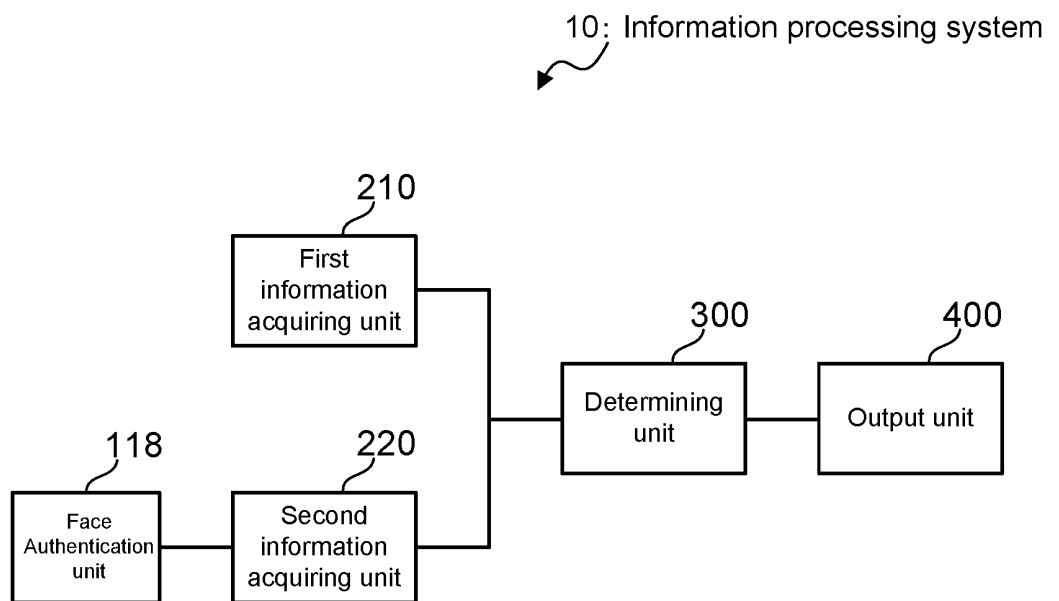 10: Information processing system
210
First
information
acquiring unit
300
Determining
unit
400
Output unit
118
Face
Authentication
unit
220
Second
information
acquiring unit